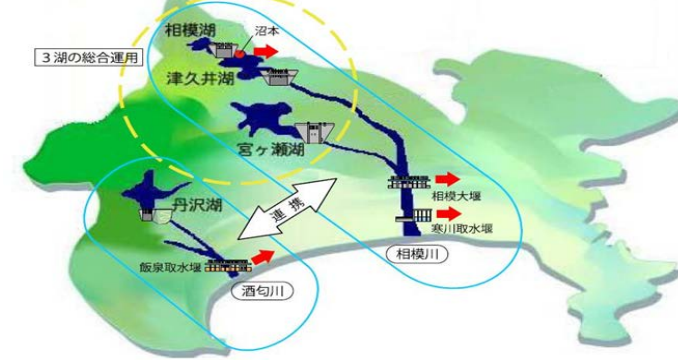 相模湖
沼本
3湖の総合運用
津久井湖
宮ヶ瀬湖
相模大堰
丹沢湖
連携
寒川取水堰
相模川
飯泉取水堰
酒匂川